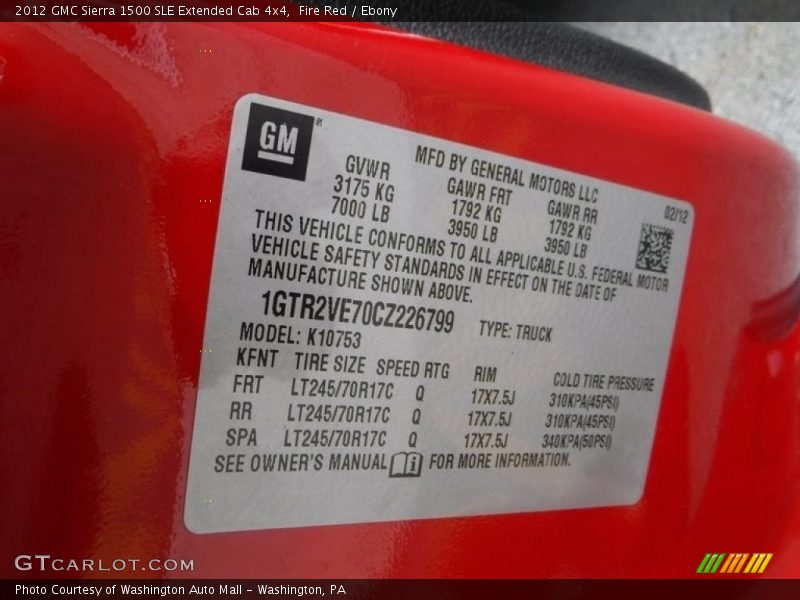 2012 GMC Sierra 1500 SLE Extended Cab 4x4,  Fire Red / Ebony
GM ®
MFD BY GENERAL MOTORS LLC
GVWR GAWR FRT GAWR RR 02/12
3175 KG 1792 KG 1792 KG
7000 LB 3950 LB 3950 LB
THIS VEHICLE CONFORMS TO ALL APPLICABLE U.S. FEDERAL MOTOR
VEHICLE SAFETY STANDARDS IN EFFECT ON THE DATE OF
MANUFACTURE SHOWN ABOVE.
1GTR2VE70CZ226799 TYPE: TRUCK
MODEL: K10753
KFNT TIRE SIZE SPEED RTG RIM COLD TIRE PRESSURE
FRT LT245/70R17C Q 17X7.5J 310KPA(45PSI)
RR LT245/70R17C Q 17X7.5J 310KPA(45PSI)
SPA LT245/70R17C Q 17X7.5J 340KPA(50PSI)
SEE OWNER'S MANUAL FOR MORE INFORMATION.
GTCARLOT.COM
Photo Courtesy of Washington Auto Mall - Washington, PA